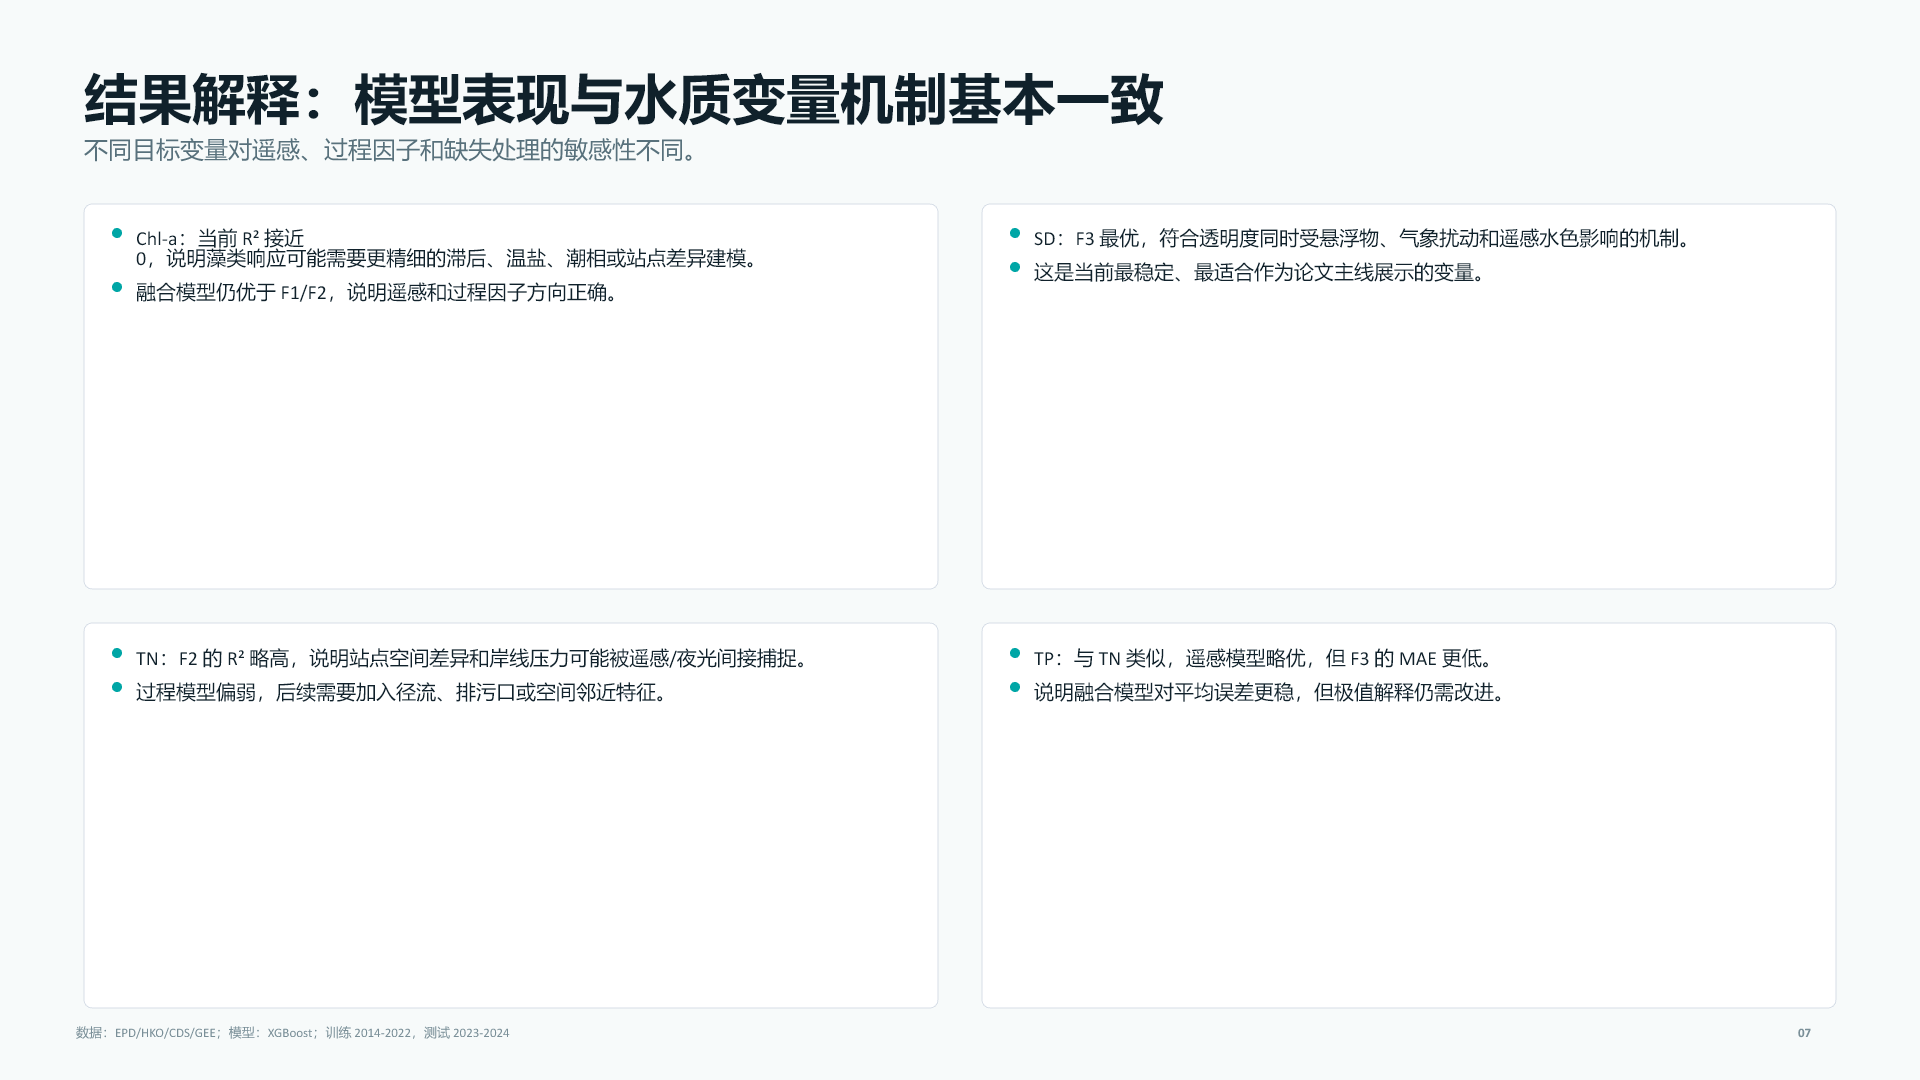 结果解释：模型表现与水质变量机制基本一致
不同目标变量对遥感、过程因子和缺失处理的敏感性不同。
Chl-a：当前 R² 接近
0，说明藻类响应可能需要更精细的滞后、温盐、潮相或站点差异建模。
融合模型仍优于 F1/F2，说明遥感和过程因子方向正确。
SD：F3 最优，符合透明度同时受悬浮物、气象扰动和遥感水色影响的机制。
这是当前最稳定、最适合作为论文主线展示的变量。
TN：F2 的 R² 略高，说明站点空间差异和岸线压力可能被遥感/夜光间接捕捉。
过程模型偏弱，后续需要加入径流、排污口或空间邻近特征。
TP：与 TN 类似，遥感模型略优，但 F3 的 MAE 更低。
说明融合模型对平均误差更稳，但极值解释仍需改进。
数据：EPD/HKO/CDS/GEE；模型：XGBoost；训练 2014-2022，测试 2023-2024
07